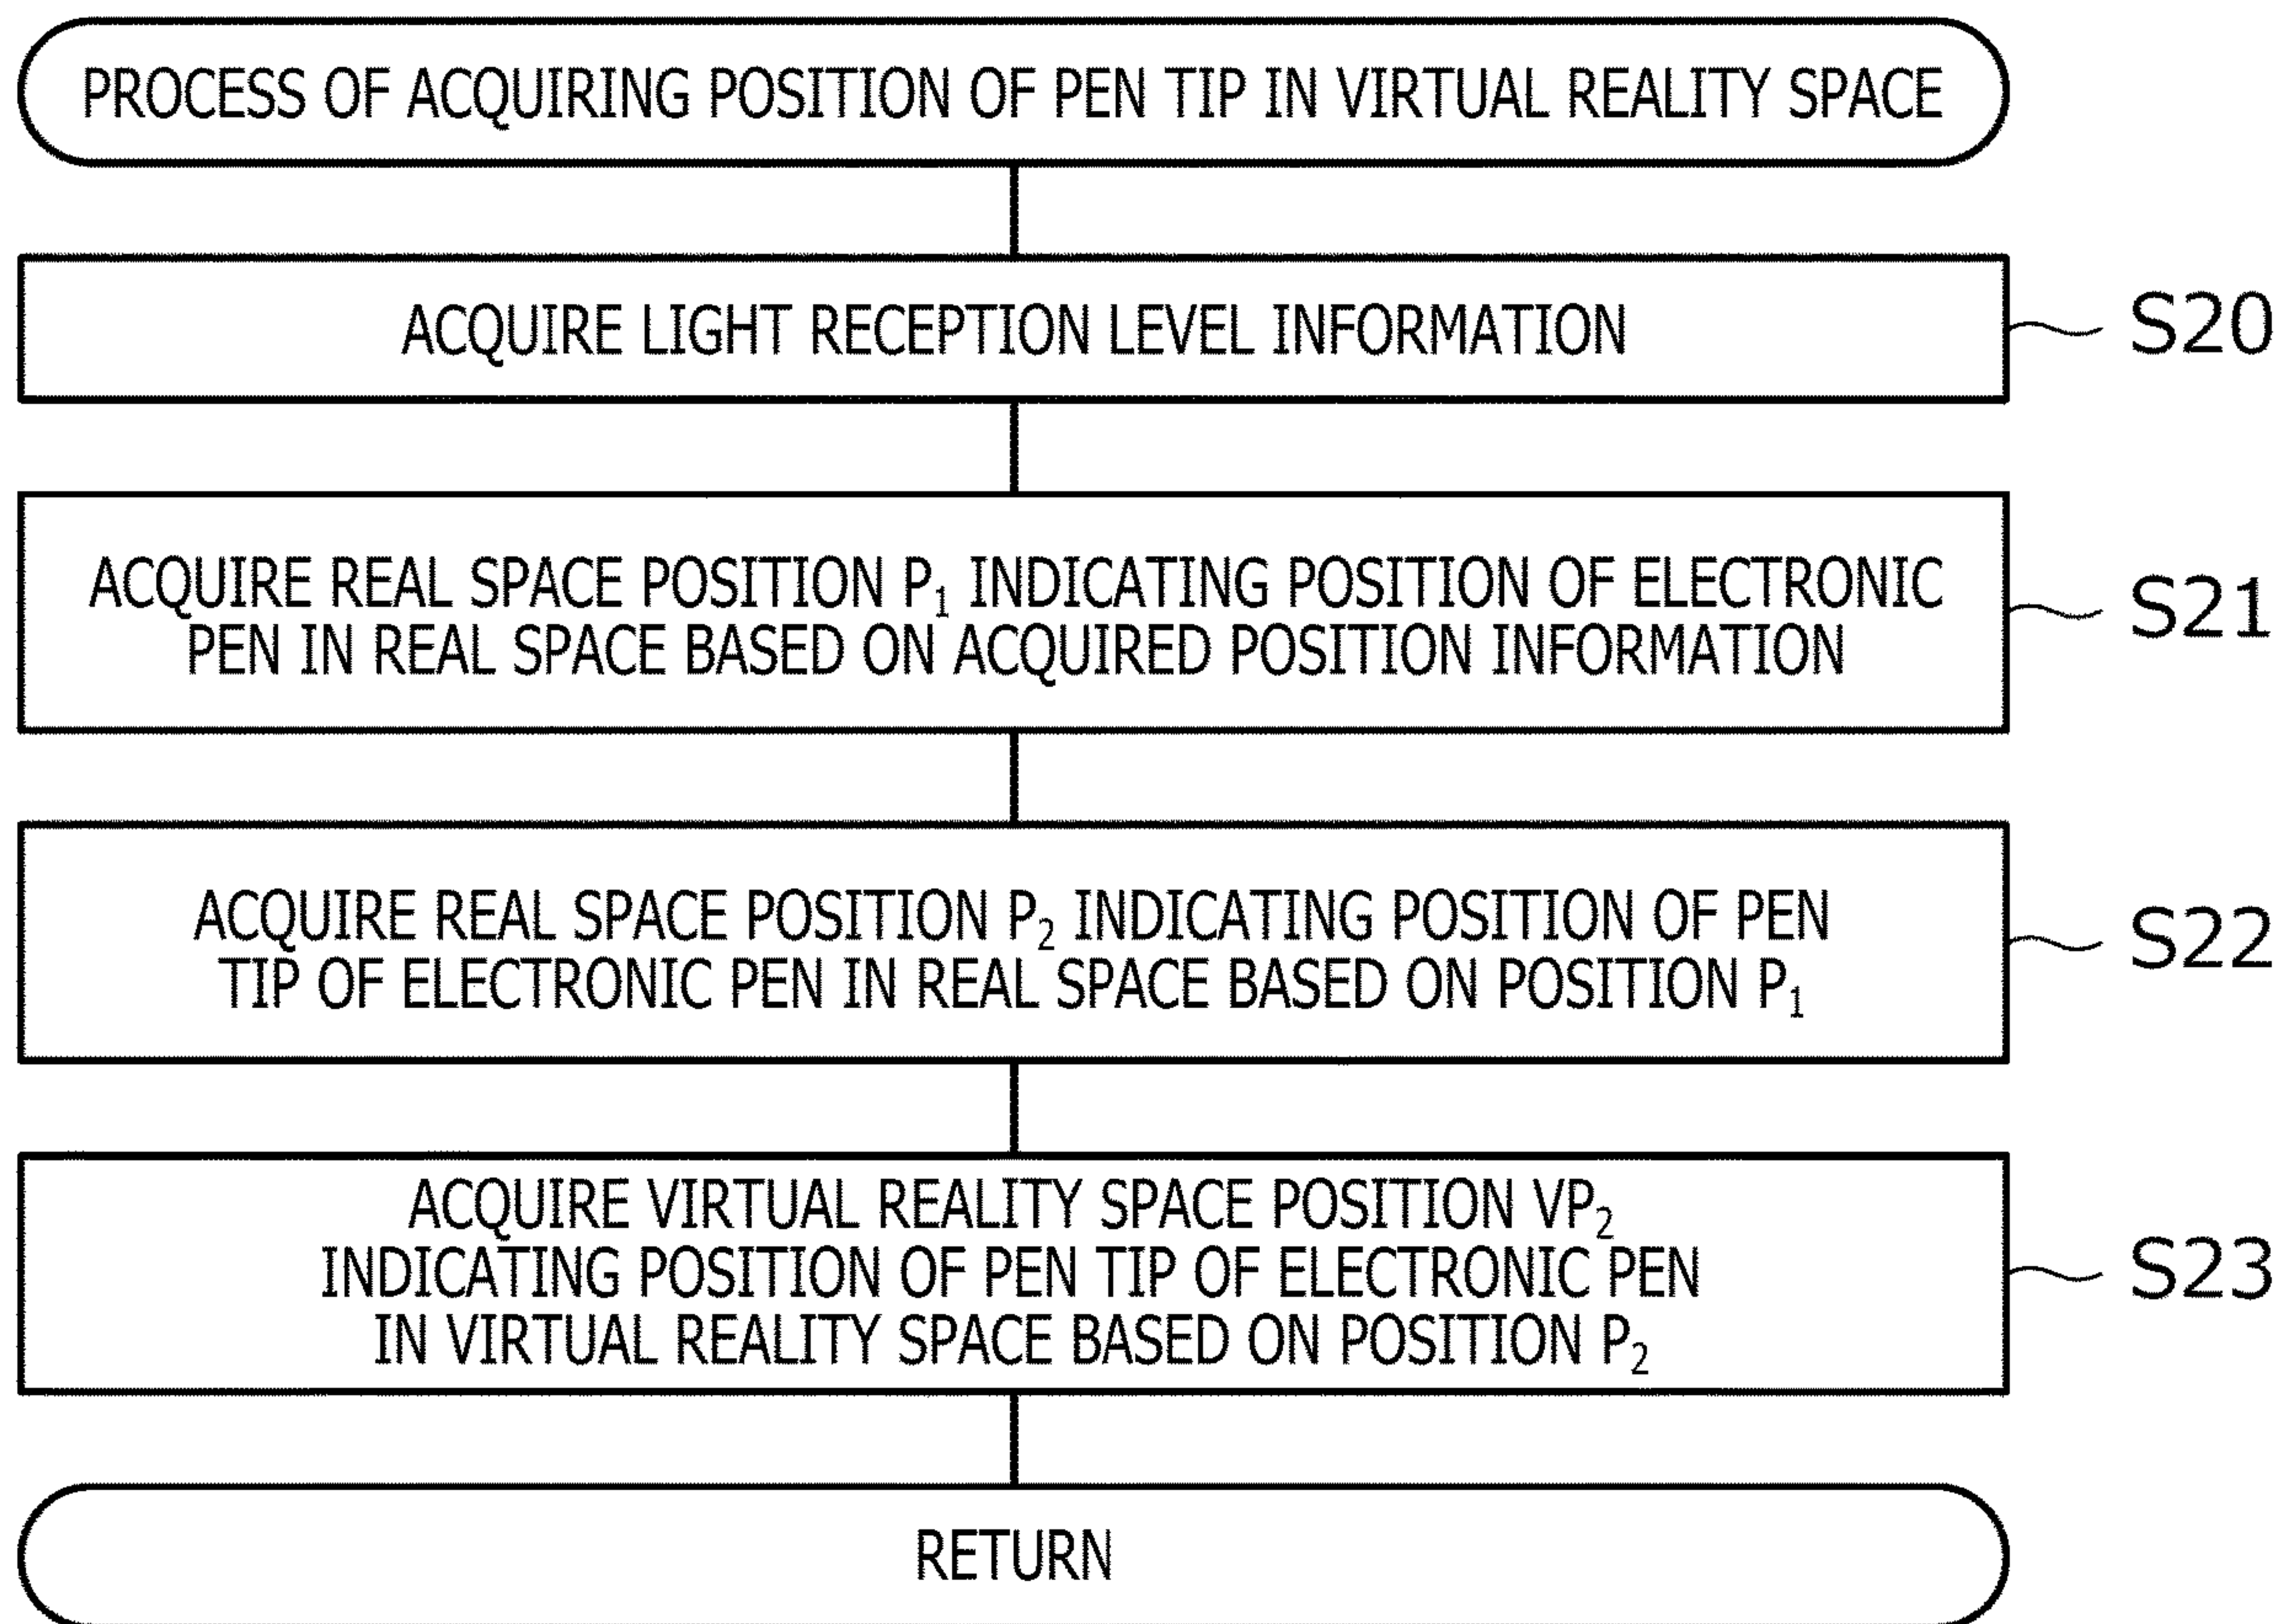 PROCESS OF ACQUIRING POSITION OF PEN TIP IN VIRTUAL REALITY SPACE
ACQUIRE LIGHT RECEPTION LEVEL INFORMATION
S20
ACQUIRE REAL SPACE POSITION P₁ INDICATING POSITION OF ELECTRONIC
PEN IN REAL SPACE BASED ON ACQUIRED POSITION INFORMATION
S21
ACQUIRE REAL SPACE POSITION P₂ INDICATING POSITION OF PEN
TIP OF ELECTRONIC PEN IN REAL SPACE BASED ON POSITION P₁
S22
ACQUIRE VIRTUAL REALITY SPACE POSITION VP₂
INDICATING POSITION OF PEN TIP OF ELECTRONIC PEN
IN VIRTUAL REALITY SPACE BASED ON POSITION P₂
S23
RETURN